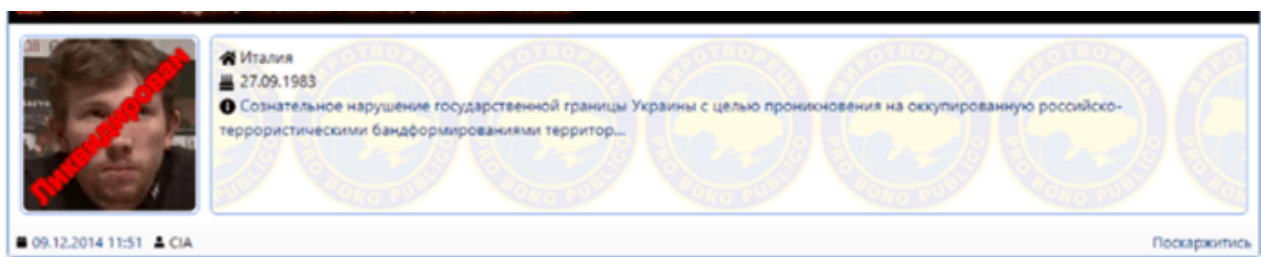 Ликвидирован
Италия
27.09.1983
Сознательное нарушение государственной границы Украины с целью проникновения на оккупированную российско-
террористическими бандформированиями территор...
МИРОТВОРЕЦЬ
PRO BONO PUBLICO
09.12.2014 11:51 CIA
Поскаржитись